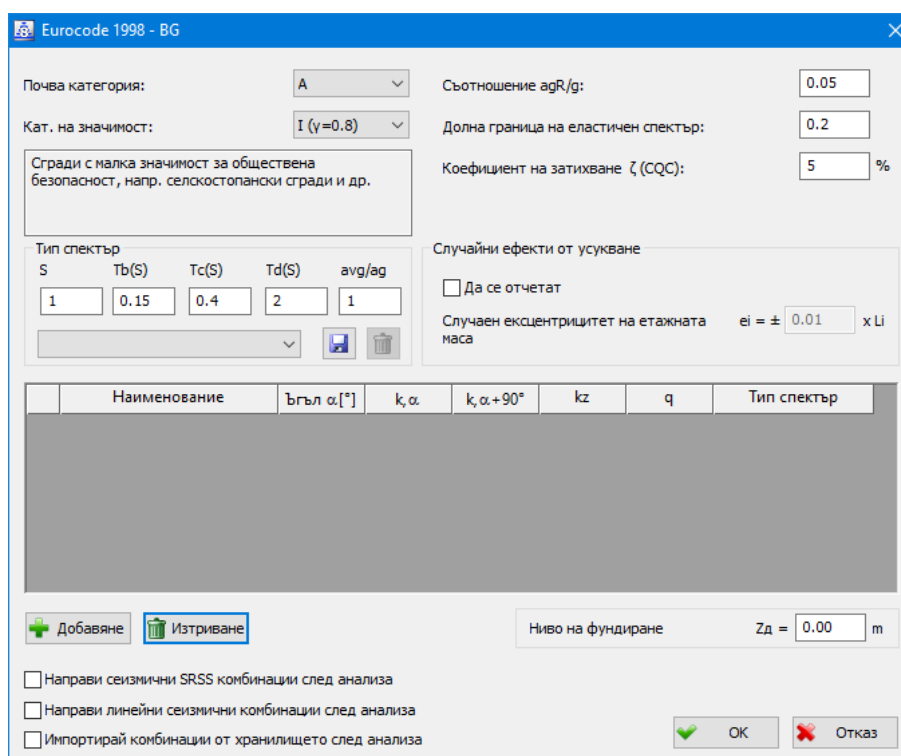 Eurocode 1998 - BG
Почва категория: A
Съотношение agR/g: 0.05
Кат. на значимост: I (γ=0.8)
Долна граница на еластичен спектър: 0.2
Сгради с малка значимост за обществена
безопасност, напр. селскостопански сгради и др.
Коефициент на затихване ζ (CQC): 5 %
Тип спектър
S Tb(S) Tc(S) Td(S) avg/ag
1 0.15 0.4 2 1
Случайни ефекти от усукване
Да се отчетат
Случаен ексцентрицитет на етажната
маса
ei = ± 0.01 x Li
Наименование Ъгъл α[°] k,α k,α+90° kz q Тип спектър
Добавяне Изтриване
Ниво на фундиране Zд = 0.00 m
Направи сеизмични SRSS комбинации след анализа
Направи линейни сеизмични комбинации след анализа
Импортирай комбинации от хранилището след анализа
OK Отказ